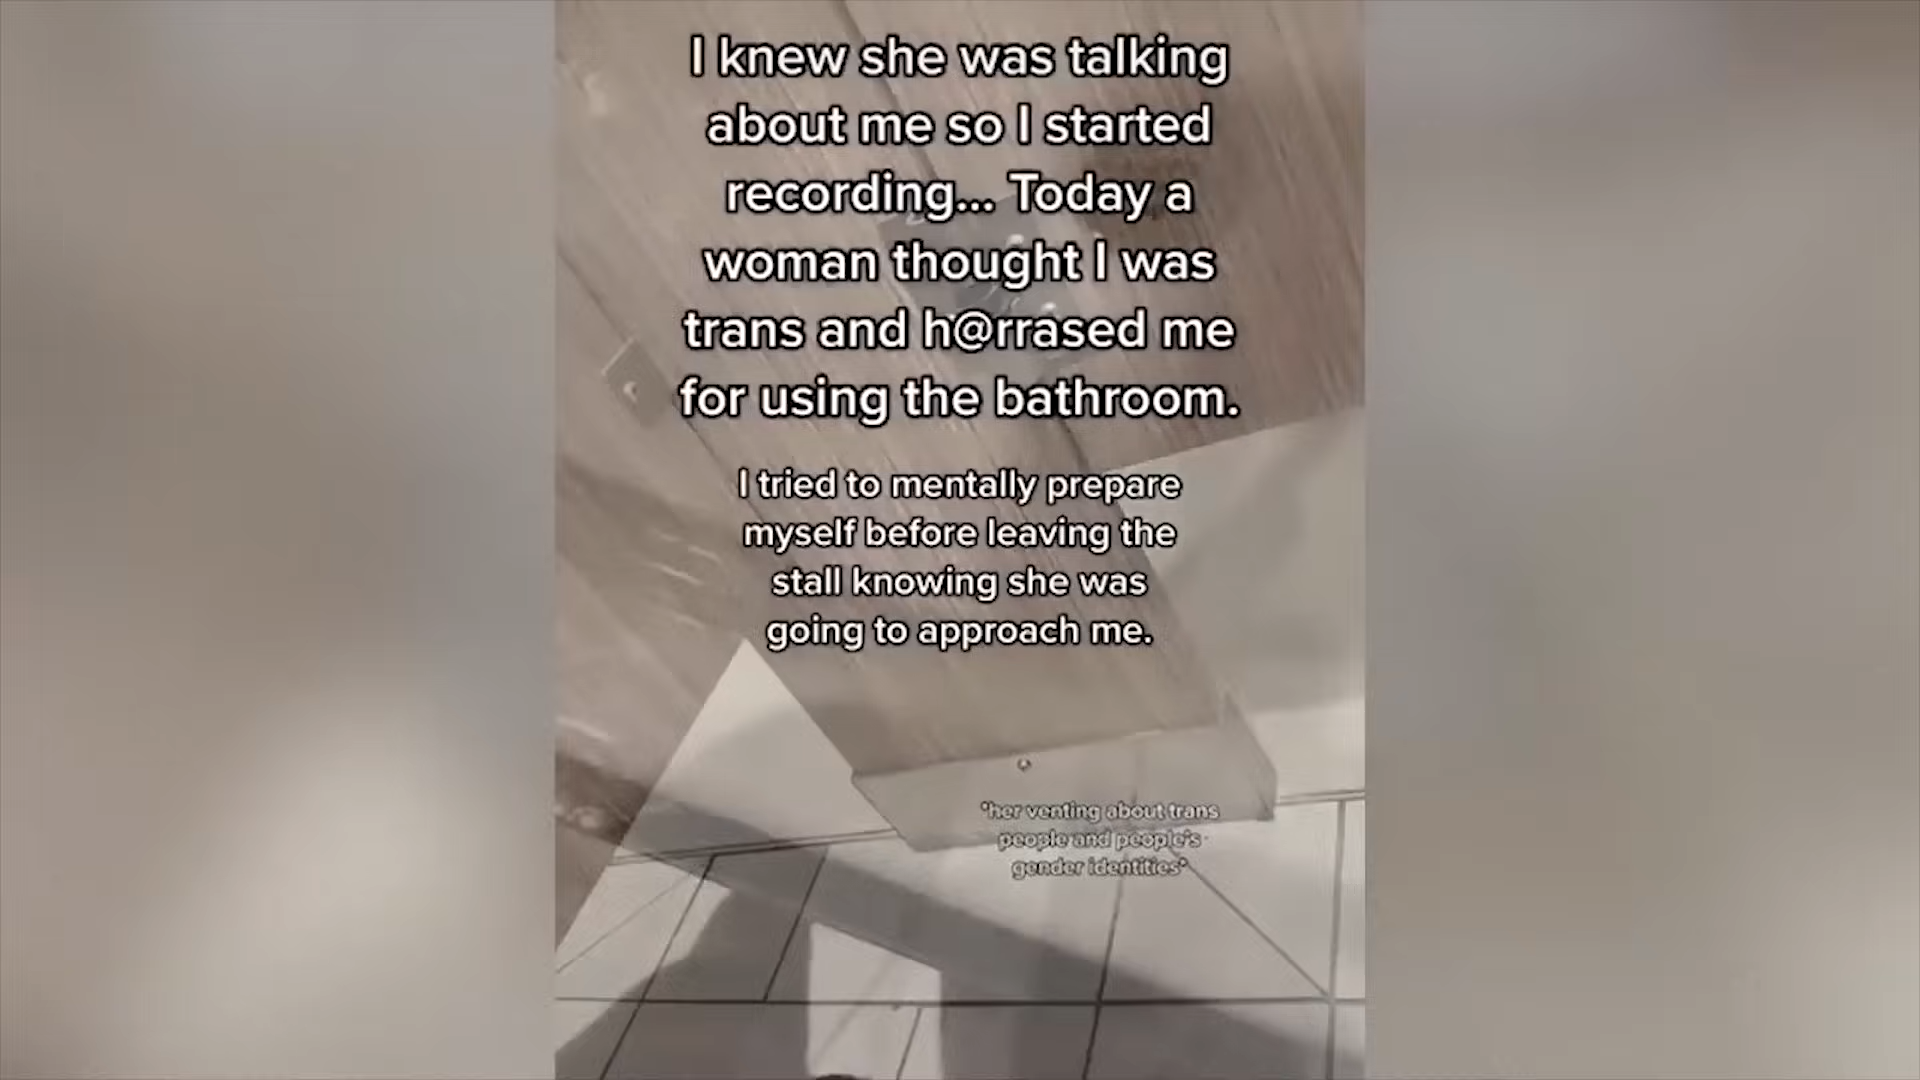 I knew she was talking
about me so I started
recording... Today a
woman thought I was
trans and h@rrased me
for using the bathroom.
I tried to mentally prepare
myself before leaving the
stall knowing she was
going to approach me.
*her venting about trans
people and people's
gender identities*